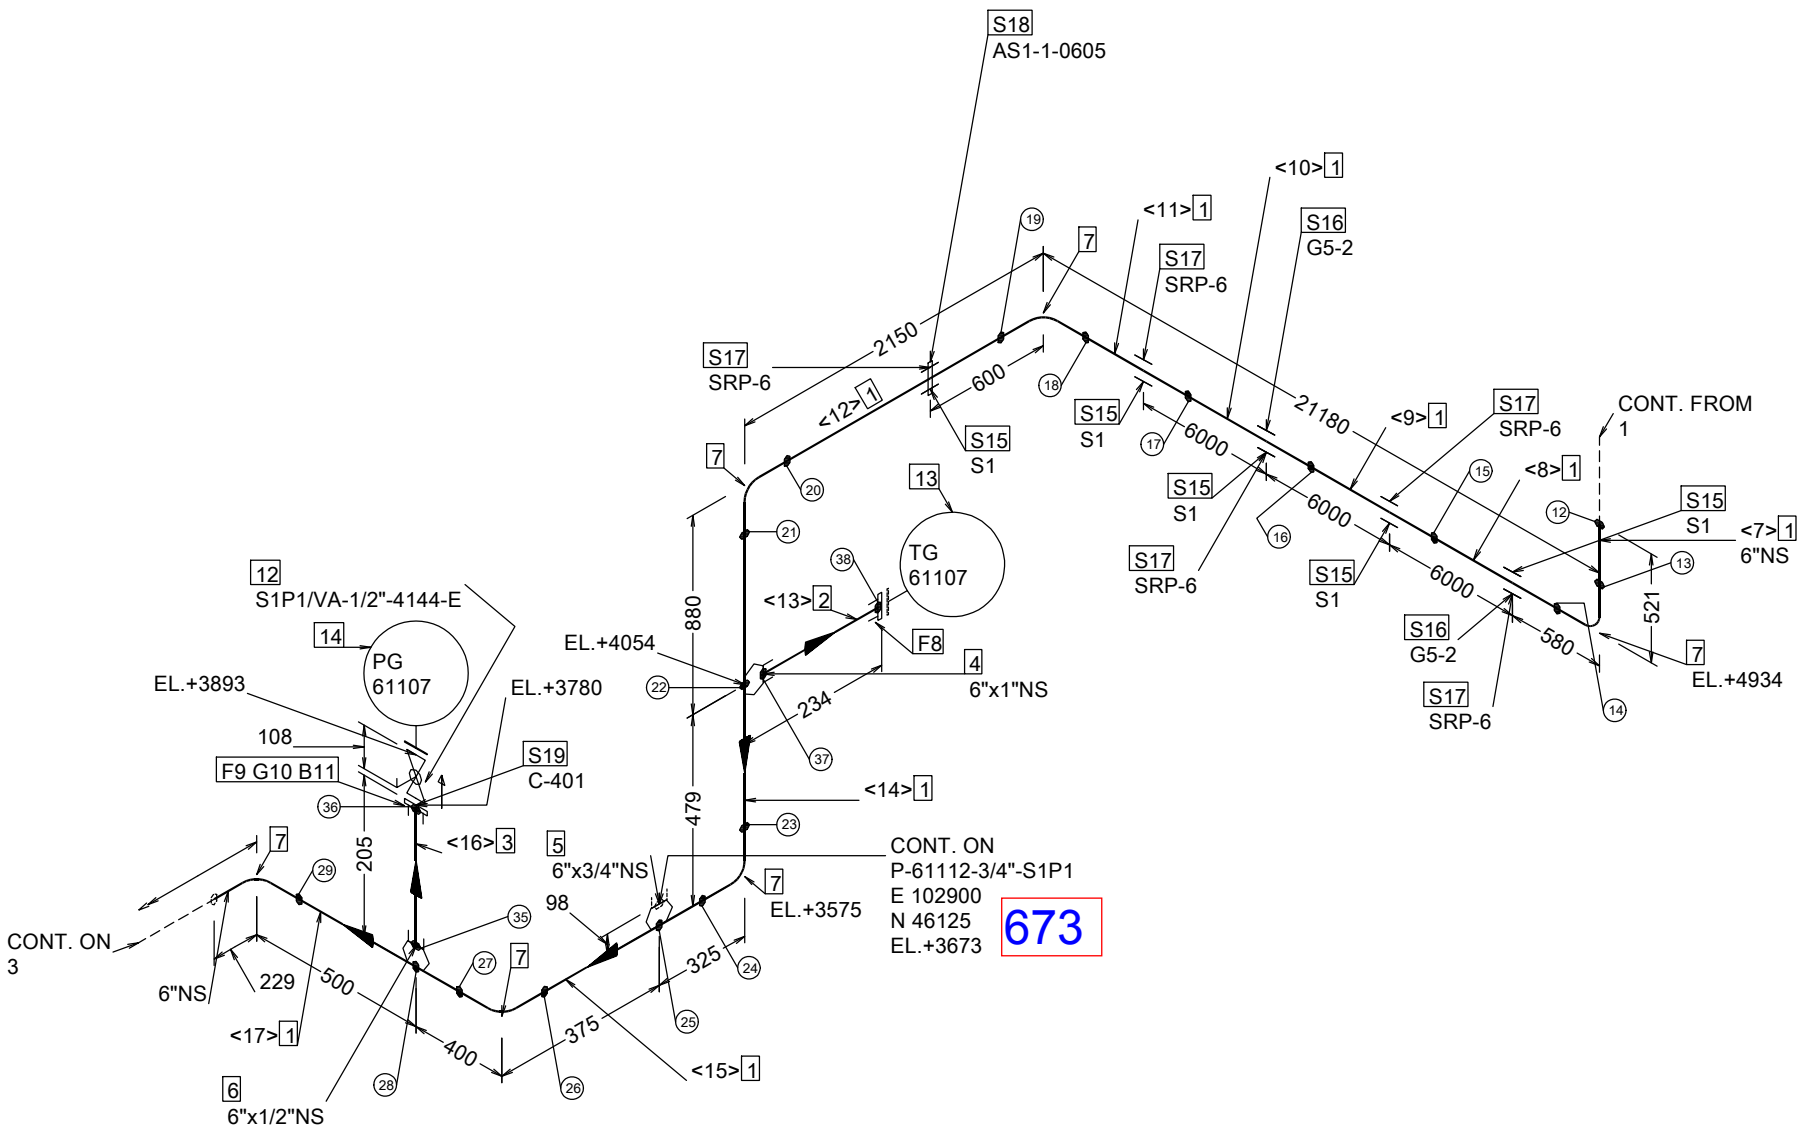 S18
AS1-1-0605
<10> 1
<11> 1
S16
G5-2
19
7
S17
SRP-6
2150
S17
SRP-6
600
18
<12> 1
S15
S1
17
6000
21180
<9> 1
S17
SRP-6
CONT. FROM
1
7
S15
S1
20
13
S15
S1
6000
16
15
<8> 1
S15
S1
12
<7> 1
6"NS
21
TG
61107
38
S17
SRP-6
S15
S1
6000
13
521
12
S1P1/VA-1/2"-4144-E
880
<13> 2
F8
S16
G5-2
580
7
EL.+4934
14
PG
61107
EL.+4054
22
4
6"x1"NS
234
S17
SRP-6
14
EL.+3893
EL.+3780
108
F9 G10 B11
S19
C-401
37
36
479
<14> 1
205
<16> 3
5
6"x3/4"NS
23
7
29
98
7
EL.+3575
CONT. ON
P-61112-3/4"-S1P1
E 102900
N 46125
EL.+3673
673
35
CONT. ON
3
6"NS
229
500
27
7
325
24
<17> 1
400
375
25
28
26
<15> 1
6
6"x1/2"NS